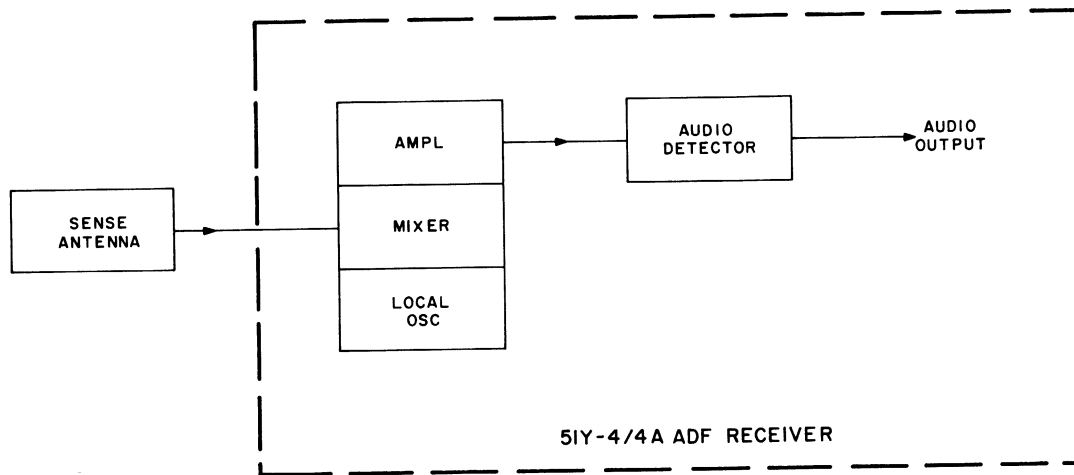 AMPL
AUDIO
DETECTOR
AUDIO
OUTPUT
SENSE
ANTENNA
MIXER
LOCAL
OSC
51Y-4/4A ADF RECEIVER